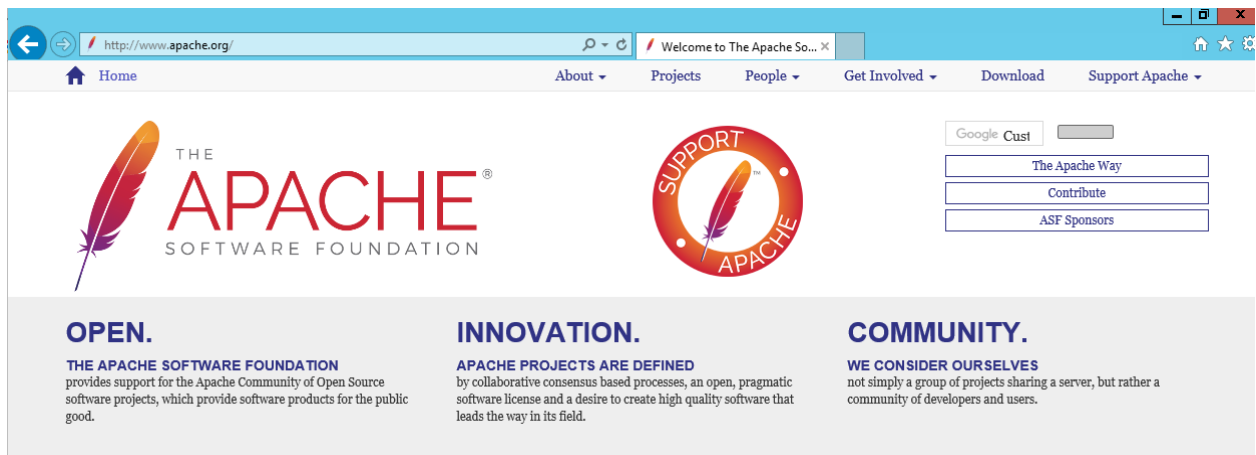 http://www.apache.org/
Welcome to The Apache So...
Home
About
Projects
People
Get Involved
Download
Support Apache
THE
APACHE®
SOFTWARE FOUNDATION
SUPPORT
APACHE
TM
Google Cust
The Apache Way
Contribute
ASF Sponsors
OPEN.
THE APACHE SOFTWARE FOUNDATION
provides support for the Apache Community of Open Source
software projects, which provide software products for the public
good.
INNOVATION.
APACHE PROJECTS ARE DEFINED
by collaborative consensus based processes, an open, pragmatic
software license and a desire to create high quality software that
leads the way in its field.
COMMUNITY.
WE CONSIDER OURSELVES
not simply a group of projects sharing a server, but rather a
community of developers and users.